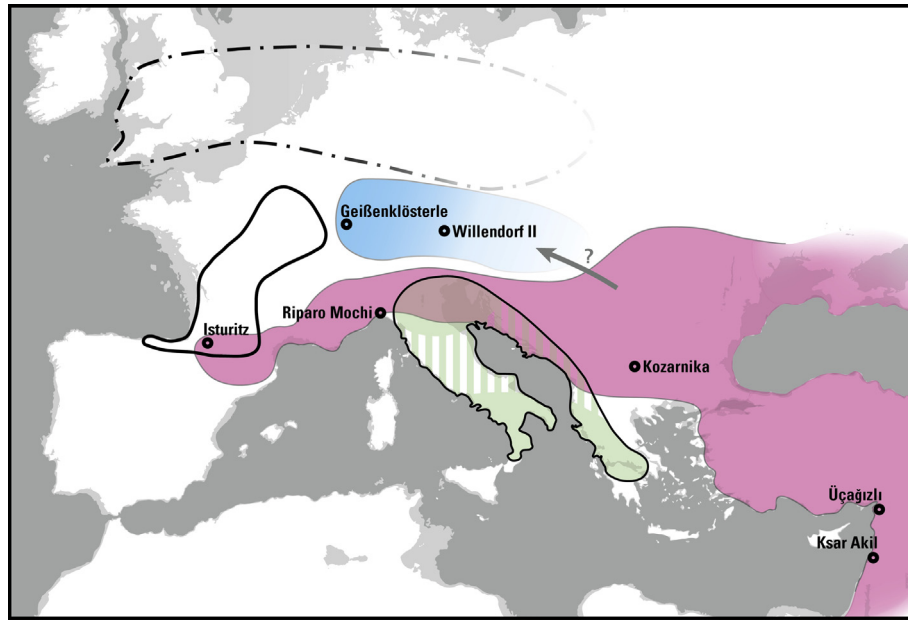 Geißenklösterle
Willendorf II
?
Riparo Mochi
Isturitz
Kozarnika
Üçağızlı
Ksar Akil